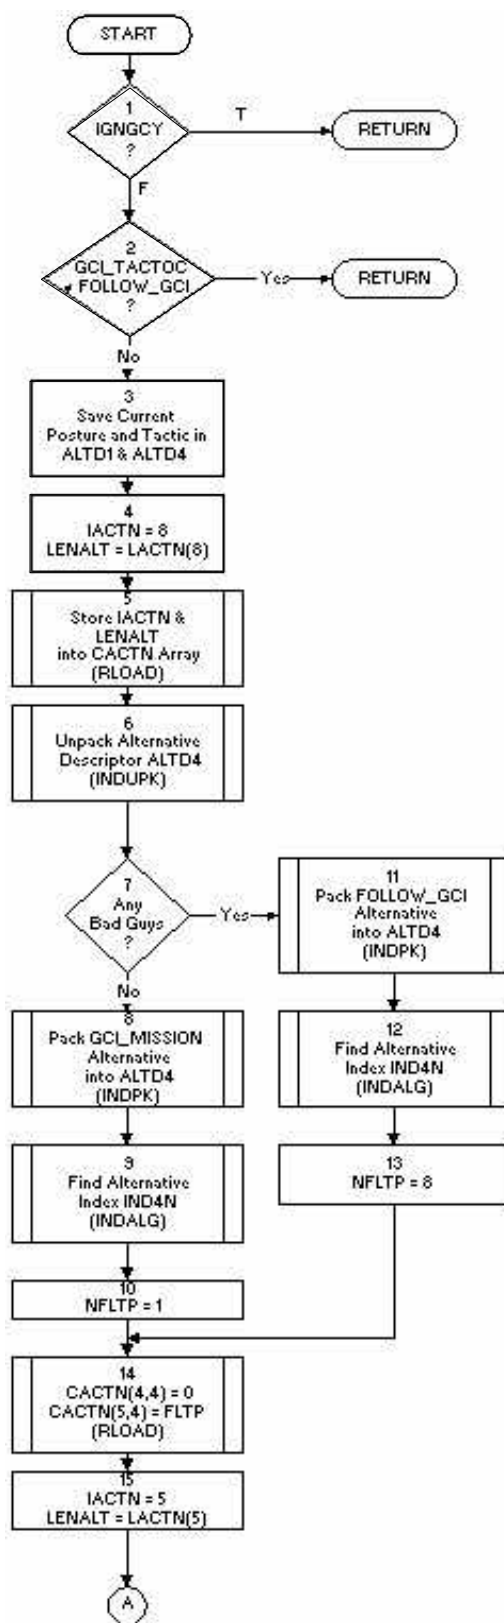 START
1
IGNGCY
?
T
RETURN
F
2
GCI_TACTOC
FOLLOW_GCI
?
Yes
RETURN
No
3
Save Current
Posture and Tactic in
ALTD1 & ALTD4
4
IACTN = 8
LENALT = LACTN(8)
5
Store IACTN &
LENALT
into CACTN Array
(RLOAD)
6
Unpack Alternative
Descriptor ALTD4
(INDUPK)
7
Any
Bad Guys
?
Yes
11
Pack FOLLOW_GCI
Alternative
into ALTD4
(INDPK)
No
8
Pack GCI_MISSION
Alternative
into ALTD4
(INDPK)
12
Find Alternative
Index IND4N
(INDALG)
9
Find Alternative
Index IND4N
(INDALG)
13
NFLTP = 8
10
NFLTP = 1
14
CACTN(4,4) = 0
CACTN(5,4) = FLTP
(RLOAD)
15
IACTN = 5
LENALT = LACTN(5)
A